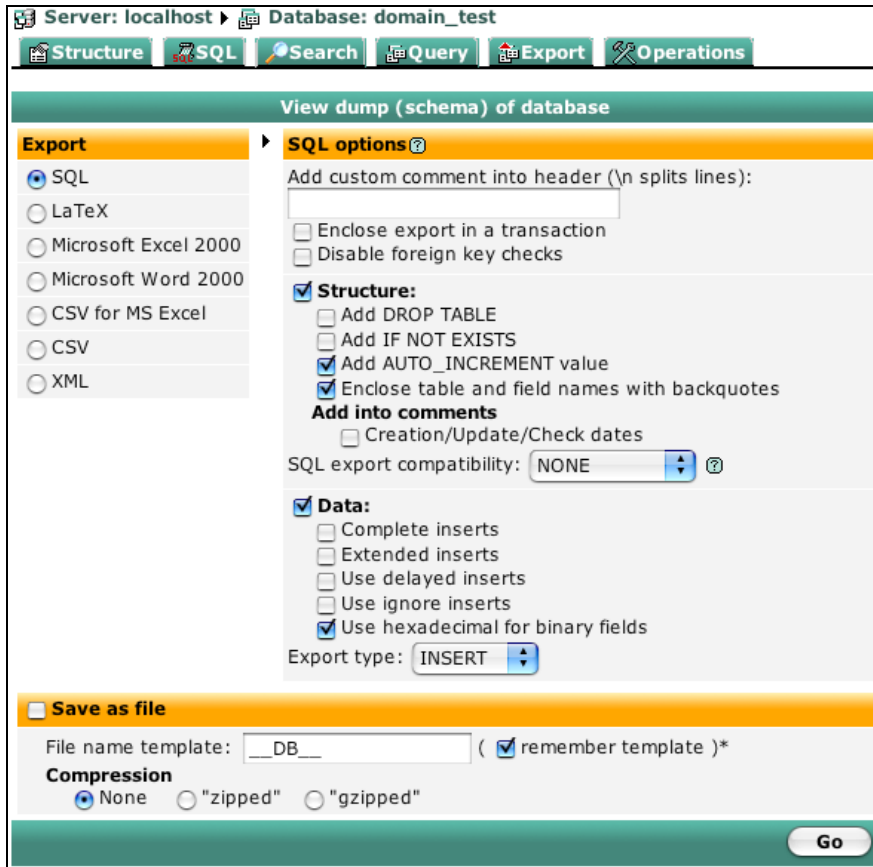 Server: localhost Database: domain_test
Structure SQL Search Query Export Operations
View dump (schema) of database
Export
SQL
LaTeX
Microsoft Excel 2000
Microsoft Word 2000
CSV for MS Excel
CSV
XML
SQL options
Add custom comment into header (\n splits lines):
Enclose export in a transaction
Disable foreign key checks
Structure:
Add DROP TABLE
Add IF NOT EXISTS
Add AUTO_INCREMENT value
Enclose table and field names with backquotes
Add into comments
Creation/Update/Check dates
SQL export compatibility: NONE
Data:
Complete inserts
Extended inserts
Use delayed inserts
Use ignore inserts
Use hexadecimal for binary fields
Export type: INSERT
Save as file
File name template: __DB__ ( remember template )*
Compression
None "zipped" "gzipped"
Go